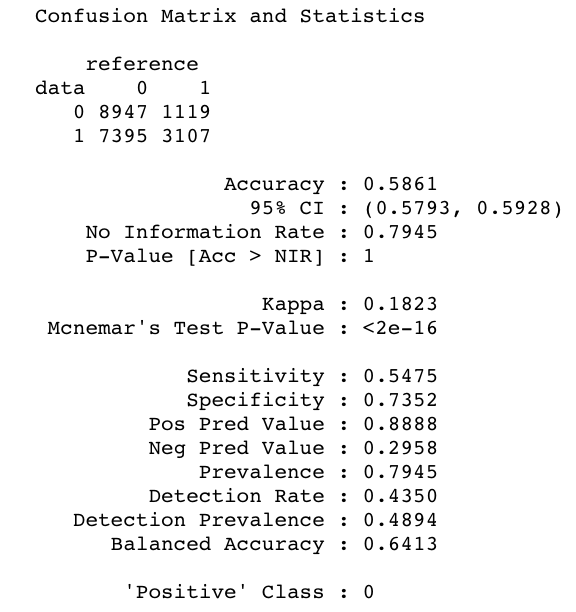 Confusion Matrix and Statistics
reference
data 0 1
0 8947 1119
1 7395 3107
Accuracy : 0.5861
95% CI : (0.5793, 0.5928)
No Information Rate : 0.7945
P-Value [Acc > NIR] : 1
Kappa : 0.1823
Mcnemar's Test P-Value : <2e-16
Sensitivity : 0.5475
Specificity : 0.7352
Pos Pred Value : 0.8888
Neg Pred Value : 0.2958
Prevalence : 0.7945
Detection Rate : 0.4350
Detection Prevalence : 0.4894
Balanced Accuracy : 0.6413
'Positive' Class : 0